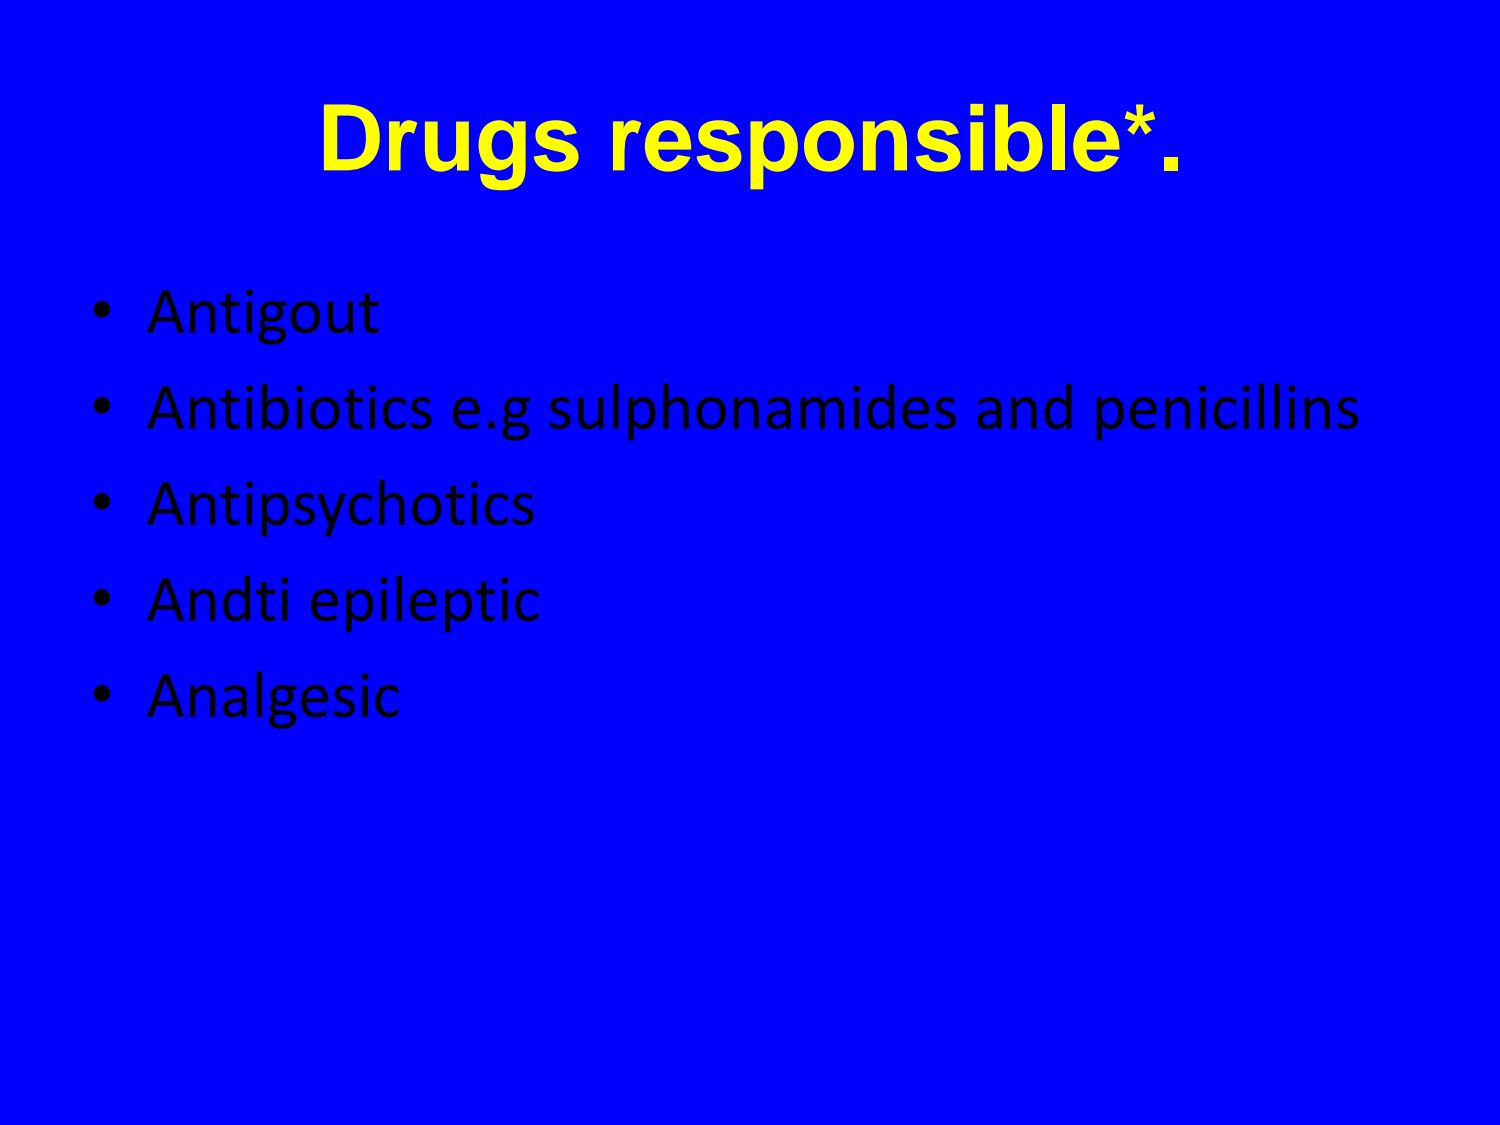 Drugs responsible*.
• Antigout
• Antibiotics e.g sulphonamides and penicillins
• Antipsychotics
• Andti epileptic
• Analgesic